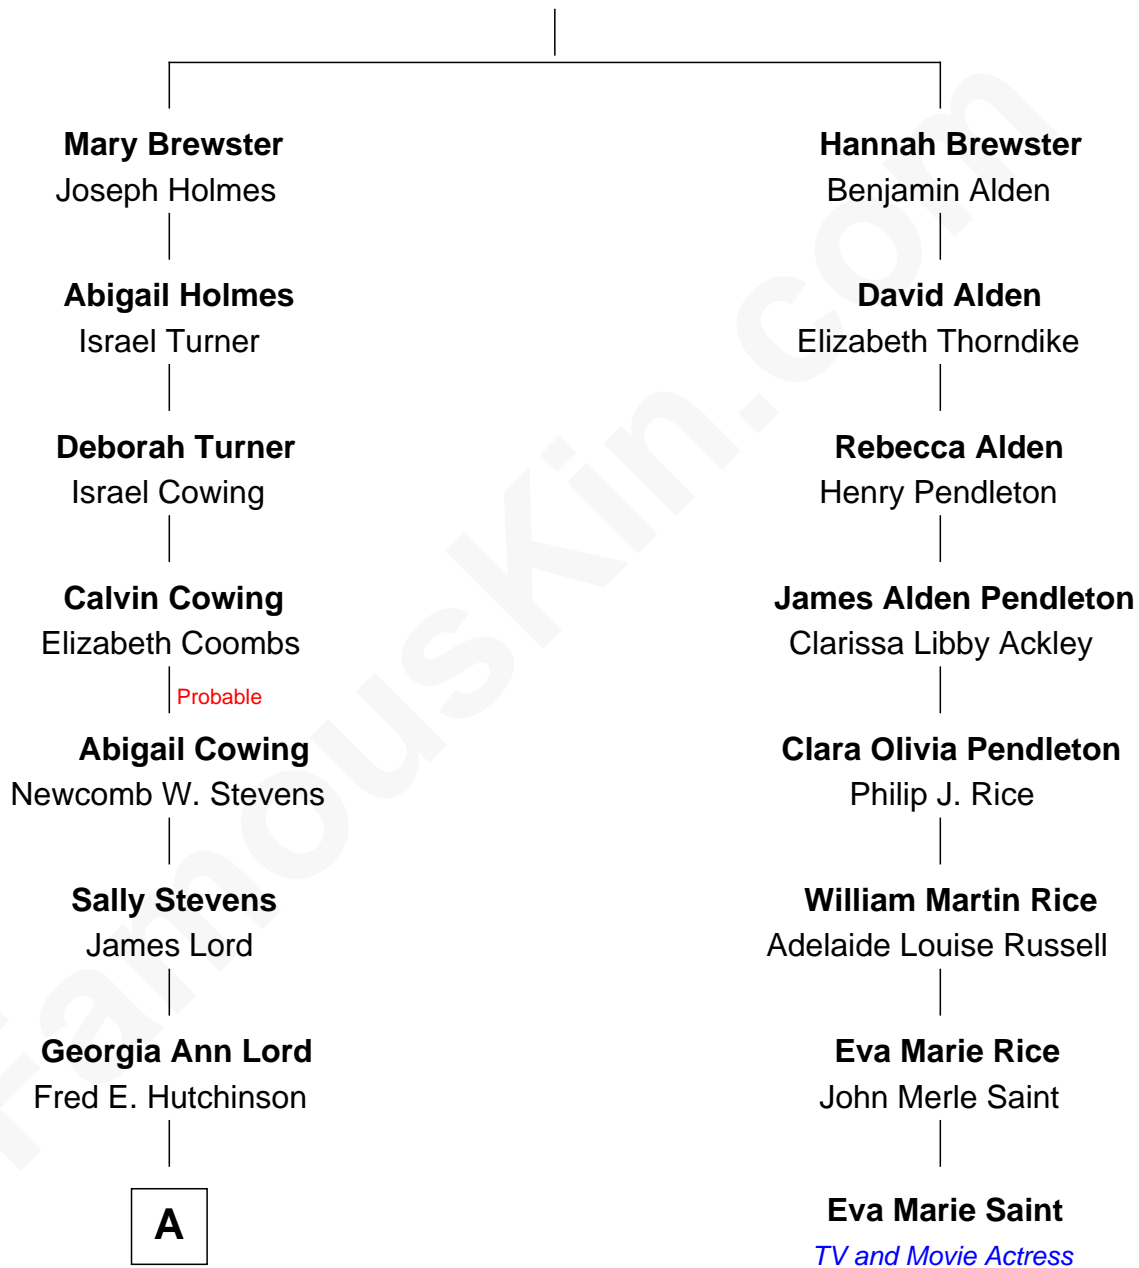 Mary Brewster
Joseph Holmes
Abigail Holmes
Israel Turner
Deborah Turner
Israel Cowing
Calvin Cowing
Elizabeth Coombs
Probable
Abigail Cowing
Newcomb W. Stevens
Sally Stevens
James Lord
Georgia Ann Lord
Fred E. Hutchinson
A
Hannah Brewster
Benjamin Alden
David Alden
Elizabeth Thorndike
Rebecca Alden
Henry Pendleton
James Alden Pendleton
Clarissa Libby Ackley
Clara Olivia Pendleton
Philip J. Rice
William Martin Rice
Adelaide Louise Russell
Eva Marie Rice
John Merle Saint
Eva Marie Saint
TV and Movie Actress
FamousKin.com